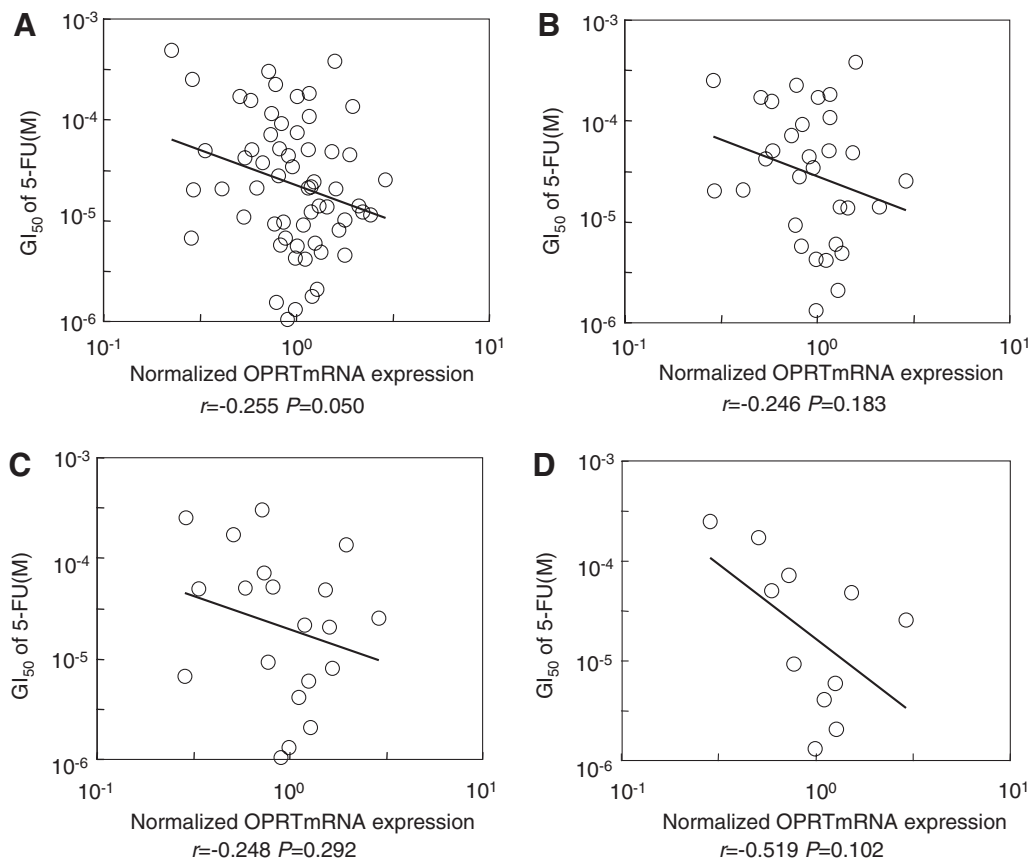 A
10-3
10-4
10-5
10-6
GI50 of 5-FU(M)
10-1
100
101
Normalized OPRTmRNA expression
r=-0.255 P=0.050
B
10-3
10-4
10-5
10-6
GI50 of 5-FU(M)
10-1
100
101
Normalized OPRTmRNA expression
r=-0.246 P=0.183
C
10-3
10-4
10-5
10-6
GI50 of 5-FU(M)
10-1
100
101
Normalized OPRTmRNA expression
r=-0.248 P=0.292
D
10-3
10-4
10-5
10-6
GI50 of 5-FU(M)
10-1
100
101
Normalized OPRTmRNA expression
r=-0.519 P=0.102